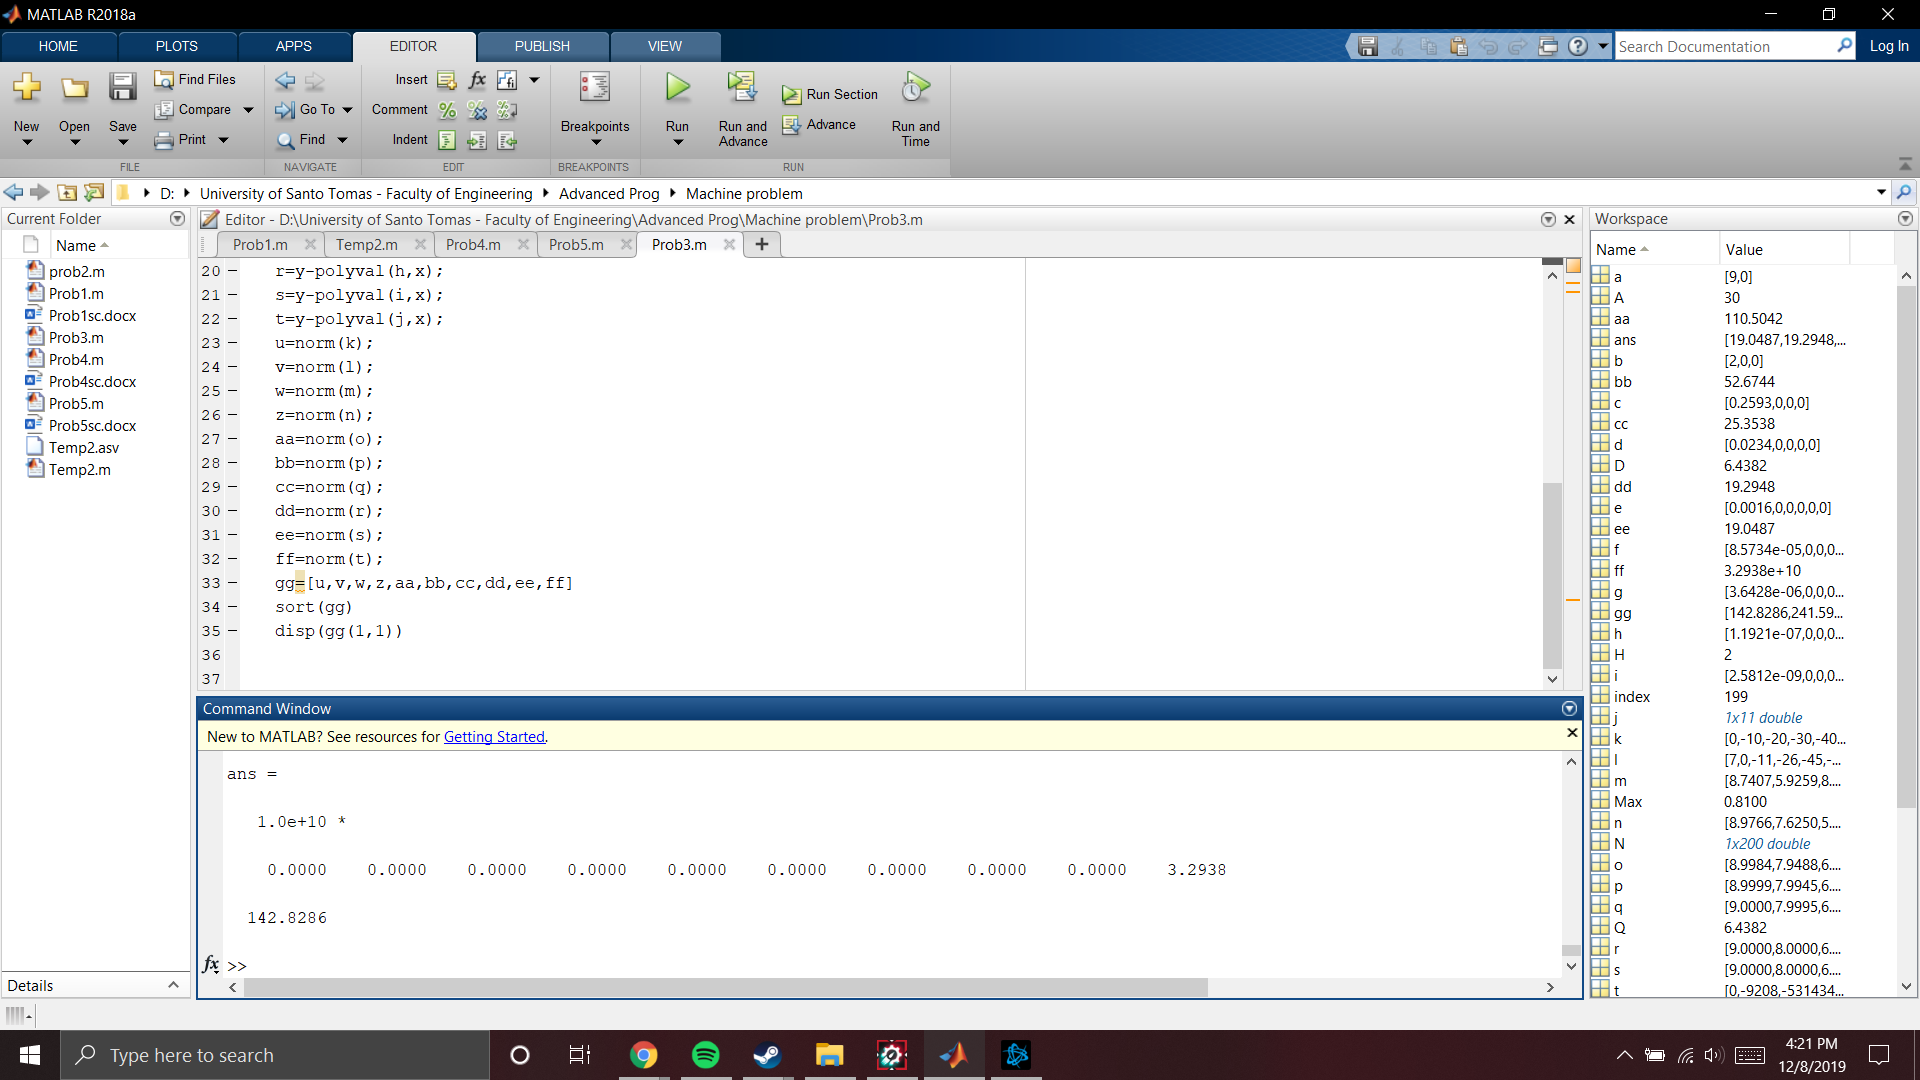 MATLAB R2018a
HOME PLOTS APPS EDITOR PUBLISH VIEW
Search Documentation
Log In
New
Open
Save
Find Files
Compare
Print
FILE
Go To
Find
NAVIGATE
Insert
Comment
Indent
EDIT
Breakpoints
BREAKPOINTS
Run
Run and Advance
Run Section
Advance
Run and Time
RUN
D: University of Santo Tomas - Faculty of Engineering Advanced Prog Machine problem
Current Folder
Name
prob2.m
Prob1.m
Prob1sc.docx
Prob3.m
Prob4.m
Prob4sc.docx
Prob5.m
Prob5sc.docx
Temp2.asv
Temp2.m
Details
Editor - D:\University of Santo Tomas - Faculty of Engineering\Advanced Prog\Machine problem\Prob3.m
Prob1.m Temp2.m Prob4.m Prob5.m Prob3.m
20 - r=y-polyval(h,x);
21 - s=y-polyval(i,x);
22 - t=y-polyval(j,x);
23 - u=norm(k);
24 - v=norm(l);
25 - w=norm(m);
26 - z=norm(n);
27 - aa=norm(o);
28 - bb=norm(p);
29 - cc=norm(q);
30 - dd=norm(r);
31 - ee=norm(s);
32 - ff=norm(t);
33 - gg=[u,v,w,z,aa,bb,cc,dd,ee,ff]
34 - sort(gg)
35 - disp(gg(1,1))
36
37
Command Window
New to MATLAB? See resources for Getting Started.
ans =
1.0e+10 *
0.0000 0.0000 0.0000 0.0000 0.0000 0.0000 0.0000 0.0000 0.0000 3.2938
142.8286
fx >>
Workspace
Name Value
a [9,0]
A 30
aa 110.5042
ans [19.0487,19.2948,...
b [2,0,0]
bb 52.6744
c [0.2593,0,0,0]
cc 25.3538
d [0.0234,0,0,0,0]
D 6.4382
dd 19.2948
e [0.0016,0,0,0,0,0]
ee 19.0487
f [8.5734e-05,0,0,0...
ff 3.2938e+10
g [3.6428e-06,0,0,0...
gg [142.8286,241.59...
h [1.1921e-07,0,0,0...
H 2
i [2.5812e-09,0,0,0...
index 199
j 1x11 double
k [0,-10,-20,-30,-40...
l [7,0,-11,-26,-45,-...
m [8.7407,5.9259,8....
Max 0.8100
n [8.9766,7.6250,5....
N 1x200 double
o [8.9984,7.9488,6....
p [8.9999,7.9945,6....
q [9.0000,7.9995,6....
Q 6.4382
r [9.0000,8.0000,6....
s [9.0000,8.0000,6....
t [0,-9208,-531434...
Type here to search
4:21 PM
12/8/2019